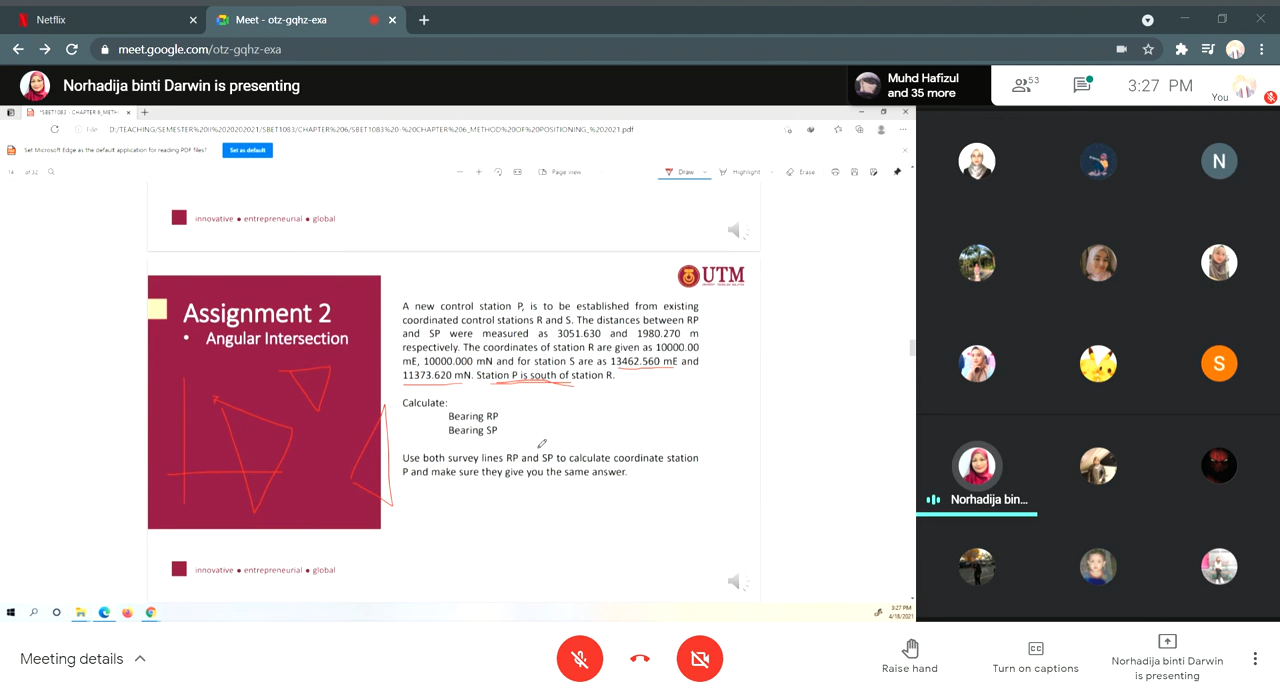 Netflix
Meet - otz-gqhz-exa
meet.google.com/otz-gqhz-exa
Norhadija binti Darwin is presenting
Muhd Hafizul
and 35 more
53
3:27 PM
You
*SBET1083 - CHAPTER 6_METH
File
D:/TEACHING/SEMESTER%20II%2020202021/SBET1083/CHAPTER%206/SBET1083%20-%20CHAPTER%206_METHOD%20OF%20POSITIONING_%202021.pdf
Set Microsoft Edge as the default application for reading PDF files?
Set as default
14 of 32
Page view
Draw
Highlight
Erase
innovative ● entrepreneurial ● global
UTM
Assignment 2
• Angular Intersection
A new control station P, is to be established from existing
coordinated control stations R and S. The distances between RP
and SP were measured as 3051.630 and 1980.270 m
respectively. The coordinates of station R are given as 10000.00
mE, 10000.000 mN and for station S are as 13462.560 mE and
11373.620 mN. Station P is south of station R.
Calculate:
Bearing RP
Bearing SP
Use both survey lines RP and SP to calculate coordinate station
P and make sure they give you the same answer.
innovative ● entrepreneurial ● global
N
S
Norhadija bin...
3:27 PM
4/18/2021
Meeting details
Raise hand
Turn on captions
Norhadija binti Darwin
is presenting